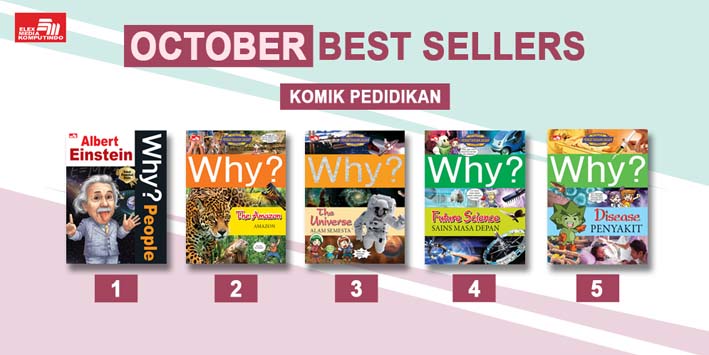 ELEX
MEDIA
KOMPUTINDO
OCTOBER BEST SELLERS
KOMIK PEDIDIKAN
Albert
Einstein
Why? People
Why?
The Amazon
AMAZON
Why?
The
Universe
ALAM SEMESTA
Why?
Future Science
SAINS MASA DEPAN
Why?
Disease
PENYAKIT
1
2
3
4
5